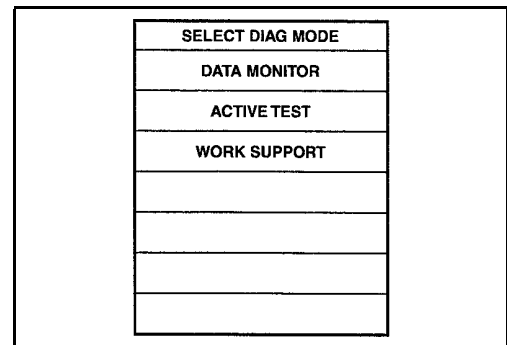 SELECT DIAG MODE
DATA MONITOR
ACTIVE TEST
WORK SUPPORT